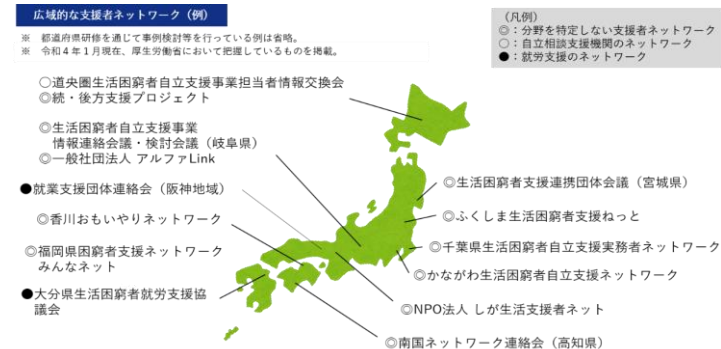 広域的な支援者ネットワーク（例）
※ 都道府県研修を通じて事例検討等を行っている例は省略。
※ 令和４年１月現在、厚生労働省において把握しているものを掲載。
（凡例）
◎：分野を特定しない支援者ネットワーク
○：自立相談支援機関のネットワーク
●：就労支援のネットワーク
○道央圏生活困窮者自立支援事業担当者情報交換会
◎続・後方支援プロジェクト
◎生活困窮者自立支援事業
情報連絡会議・検討会議（岐阜県）
◎一般社団法人 アルファLink
●就業支援団体連絡会（阪神地域）
◎香川おもいやりネットワーク
◎福岡県困窮者支援ネットワーク
みんなネット
●大分県生活困窮者就労支援協
議会
◎生活困窮者支援連携団体会議（宮城県）
◎ふくしま生活困窮者支援ねっと
◎千葉県生活困窮者自立支援実務者ネットワーク
◎かながわ生活困窮者自立支援ネットワーク
◎NPO法人 しが生活支援者ネット
◎南国ネットワーク連絡会（高知県）